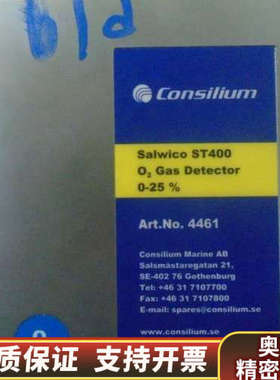 bld
Consilium
Salwico ST400
O₂ Gas Detector
0-25 %
Art.No. 4461
Consilium Marine AB
Salsmästaregatan 21,
SE-402 76 Gothenburg
Tel: +46 31 7107700
Fax: +46 31 7107800
E-mail: spares@consilium.se
www.consilium.se
质保证 支持开票
奥
精密